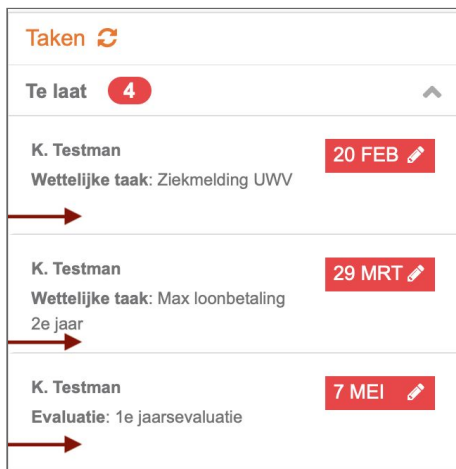 Taken
Te laat 4
K. Testman
20 FEB
Wettelijke taak: Ziekmelding UWV
K. Testman
29 MRT
Wettelijke taak: Max loonbetaling
2e jaar
K. Testman
7 MEI
Evaluatie: 1e jaarsevaluatie